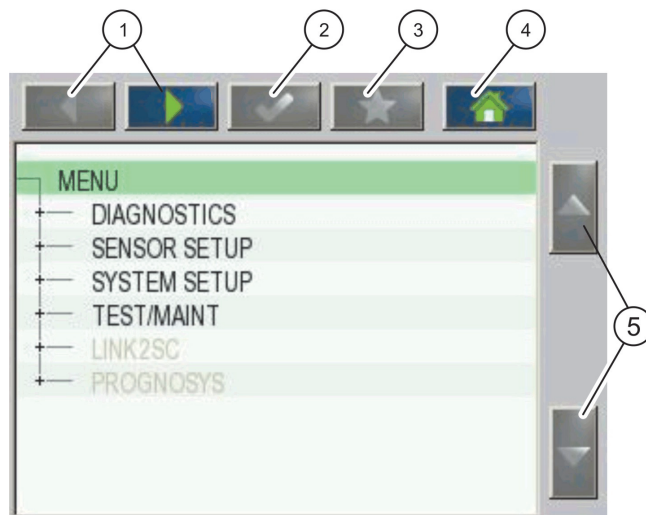 1 2 3 4
MENU
DIAGNOSTICS
SENSOR SETUP
SYSTEM SETUP
TEST/MAINT
LINK2SC
PROGNOSYS
5